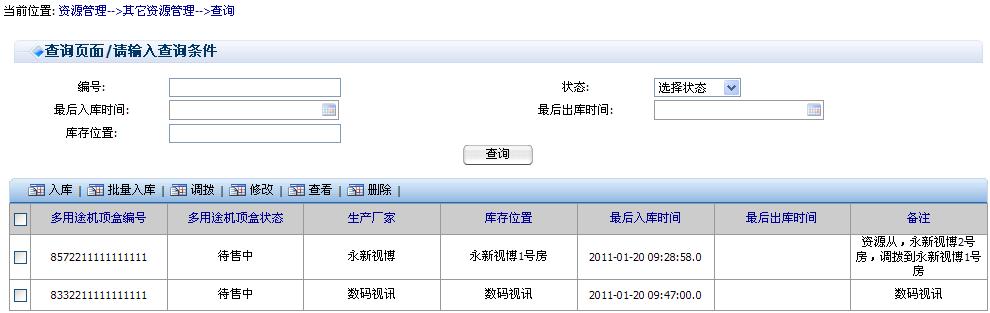 当前位置: 资源管理-->其它资源管理-->查询
查询页面/请输入查询条件
编号: 状态: 选择状态
最后入库时间: 最后出库时间:
库存位置:
查询
入库 | 批量入库 | 调拨 | 修改 | 查看 | 删除 |
多用途机顶盒编号 多用途机顶盒状态 生产厂家 库存位置 最后入库时间 最后出库时间 备注
8572211111111111 待售中 永新视博 永新视博1号房 2011-01-20 09:28:58.0 资源从，永新视博2号
房，调拨到永新视博1号
房
8332211111111111 待售中 数码视讯 数码视讯 2011-01-20 09:47:00.0 数码视讯